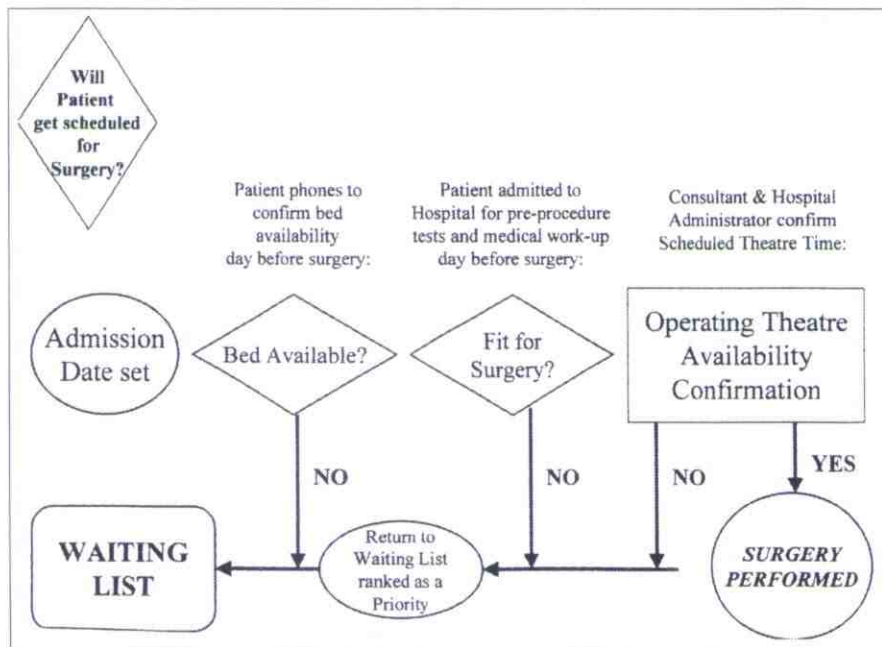 Will
Patient
get scheduled
for
Surgery?
Patient phones to
confirm bed
availability
day before surgery:
Patient admitted to
Hospital for pre-procedure
tests and medical work-up
day before surgery:
Consultant & Hospital
Administrator confirm
Scheduled Theatre Time:
Admission
Date set
Bed Available?
Fit for
Surgery?
Operating Theatre
Availability
Confirmation
NO
NO
NO
YES
WAITING
LIST
Return to
Waiting List
ranked as a
Priority
SURGERY
PERFORMED